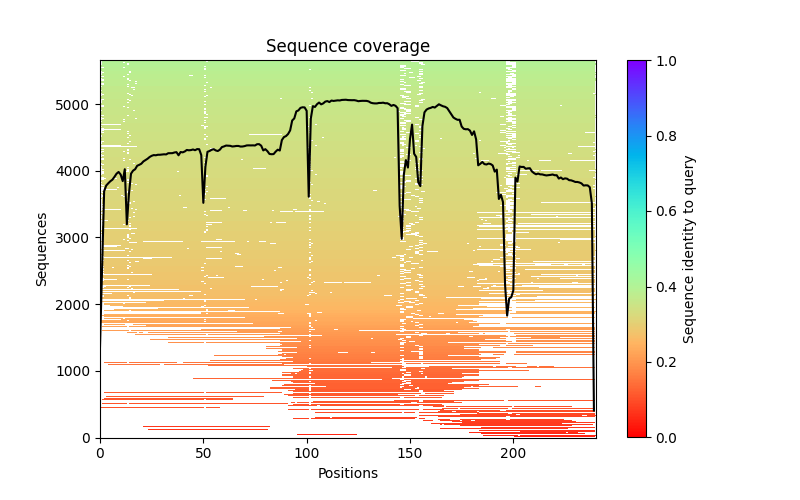 Sequence coverage
Sequences
5000
4000
3000
2000
1000
0
0 50 100 150 200
Positions
1.0
0.8
0.6
0.4
0.2
0.0
Sequence identity to query